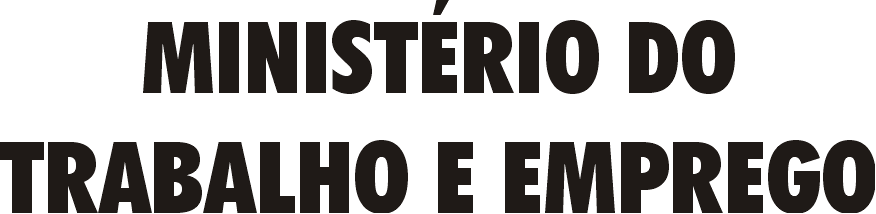 MINISTÉRIO DO
TRABALHO E EMPREGO